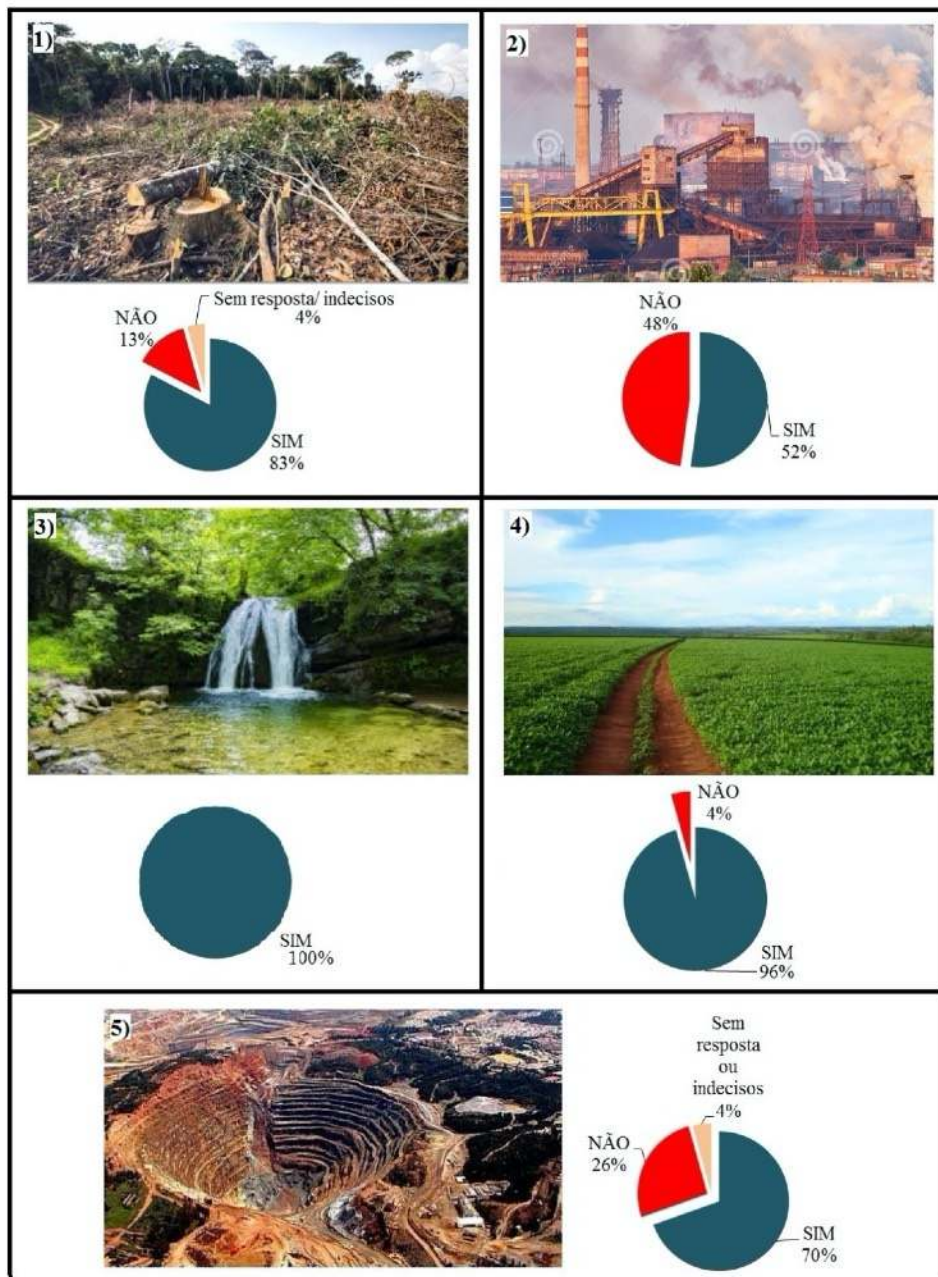 1)
Sem resposta/ indecisos
4%
NÃO
13%
SIM
83%
2)
NÃO
48%
SIM
52%
3)
SIM
100%
4)
NÃO
4%
SIM
96%
5)
Sem
resposta
ou
indecisos
4%
NÃO
26%
SIM
70%